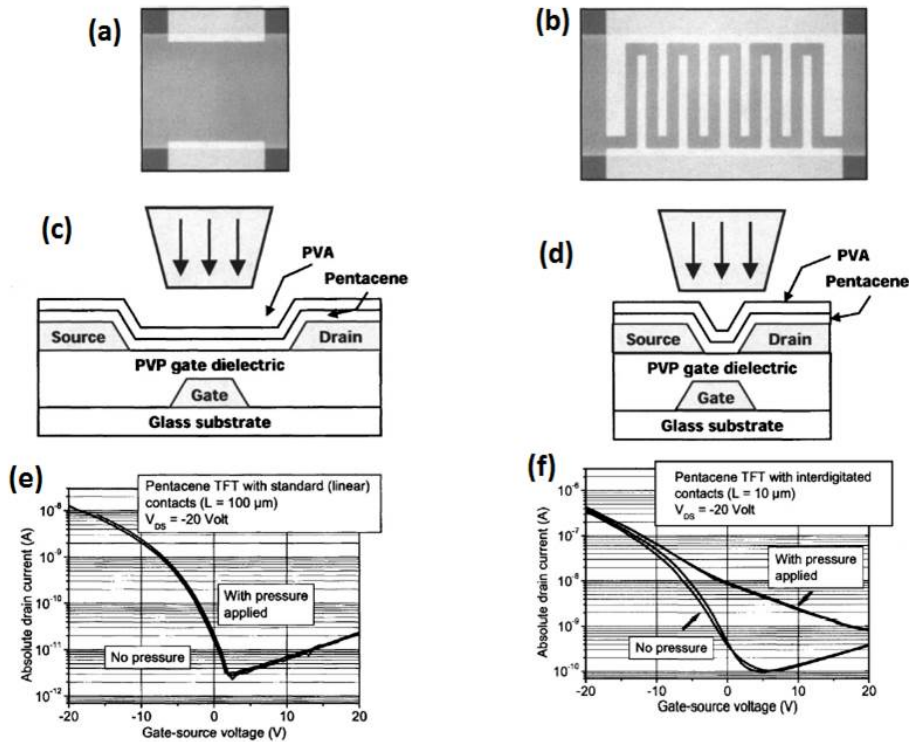 (a)
(b)
(c)
PVA
Pentacene
Source
Drain
PVP gate dielectric
Gate
Glass substrate
(d)
PVA
Pentacene
Source
Drain
PVP gate dielectric
Gate
Glass substrate
(e)
Pentacene TFT with standard (linear)
contacts (L = 100 µm)
V_DS = -20 Volt
With pressure
applied
No pressure
Absolute drain current (A)
10⁻⁸
10⁻⁹
10⁻¹⁰
10⁻¹¹
10⁻¹²
-20
-10
0
10
20
Gate-source voltage (V)
(f)
Pentacene TFT with interdigitated
contacts (L = 10 µm)
V_DS = -20 Volt
With pressure
applied
No pressure
Absolute drain current (A)
10⁻⁶
10⁻⁷
10⁻⁸
10⁻⁹
10⁻¹⁰
-20
-10
0
10
20
Gate-source voltage (V)